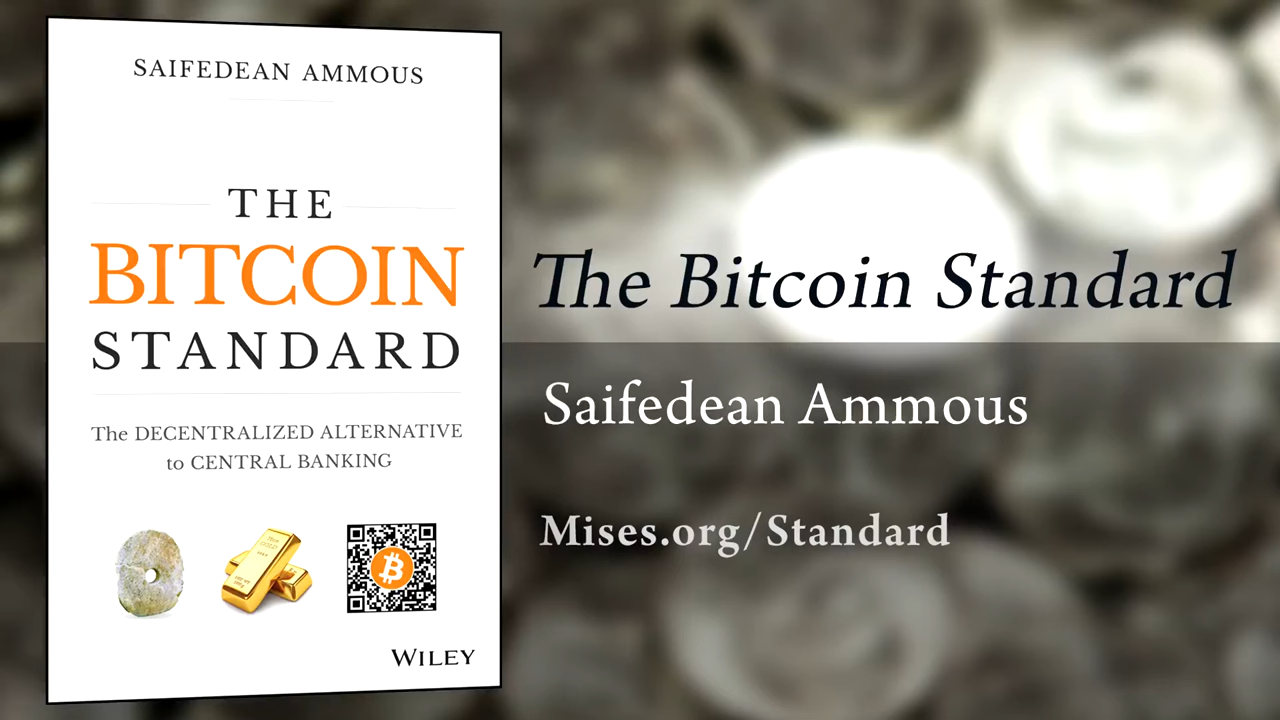 SAIFEDEAN AMMOUS
THE
BITCOIN
STANDARD
The DECENTRALIZED ALTERNATIVE
to CENTRAL BANKING
WILEY
The Bitcoin Standard
Saifedean Ammous
Mises.org/Standard